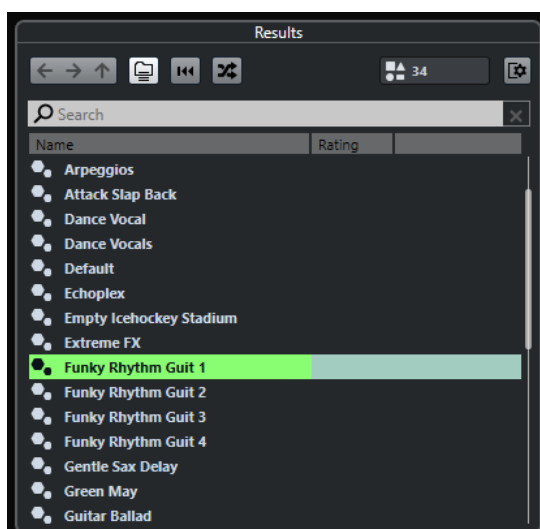 Results
34
Search
Name Rating
Arpeggios
Attack Slap Back
Dance Vocal
Dance Vocals
Default
Echoplex
Empty Icehockey Stadium
Extreme FX
Funky Rhythm Guit 1
Funky Rhythm Guit 2
Funky Rhythm Guit 3
Funky Rhythm Guit 4
Gentle Sax Delay
Green May
Guitar Ballad